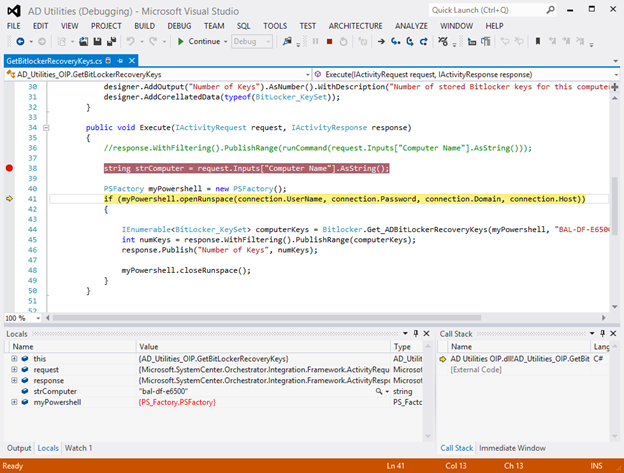 AD Utilities (Debugging) - Microsoft Visual Studio
Quick Launch (Ctrl+Q)
FILE EDIT VIEW PROJECT BUILD DEBUG TEAM SQL TOOLS TEST ARCHITECTURE ANALYZE WINDOW HELP
Continue Debug
GetBitlockerRecoveryKeys.cs
AD_Utilities_OIP.GetBitLockerRecoveryKeys Execute(IActivityRequest request, IActivityResponse response)
30 designer.AddOutput("Number of Keys").AsNumber().WithDescription("Number of stored Bitlocker keys for this compute
31 designer.AddCorellatedData(typeof(BitLocker_KeySet));
32 }
33
34 public void Execute(IActivityRequest request, IActivityResponse response)
35 {
36 //response.WithFiltering().PublishRange(runCommand(request.Inputs["Computer Name"].AsString()));
37
38 string strComputer = request.Inputs["Computer Name"].AsString();
39
40 PSFactory myPowershell = new PSFactory();
41 if (myPowershell.openRunspace(connection.UserName, connection.Password, connection.Domain, connection.Host))
42 {
43
44 IEnumerable<BitLocker_KeySet> computerKeys = Bitlocker.Get_ADBitLockerRecoveryKeys(myPowershell, "BAL-DF-E6500
45 int numKeys = response.WithFiltering().PublishRange(computerKeys);
46 response.Publish("Number of Keys", numKeys);
47
48 myPowershell.closeRunspace();
49 }
50 }
51
52
100 %
Locals
Name Value Type
this {AD_Utilities_OIP.GetBitLockerRecoveryKeys} AD_Utilit
request {Microsoft.SystemCenter.Orchestrator.Integration.Framework.ActivityRequ Microsof
response {Microsoft.SystemCenter.Orchestrator.Integration.Framework.ActivityResp Microsof
strComputer "bal-df-e6500" string
myPowershell {PS_Factory.PSFactory} PS_Facto
Output Locals Watch 1
Call Stack
Name Lang
AD Utilities OIP.dll!AD_Utilities_OIP.GetBit C#
[External Code]
Call Stack Immediate Window
Ready Ln 41 Col 13 Ch 13 INS